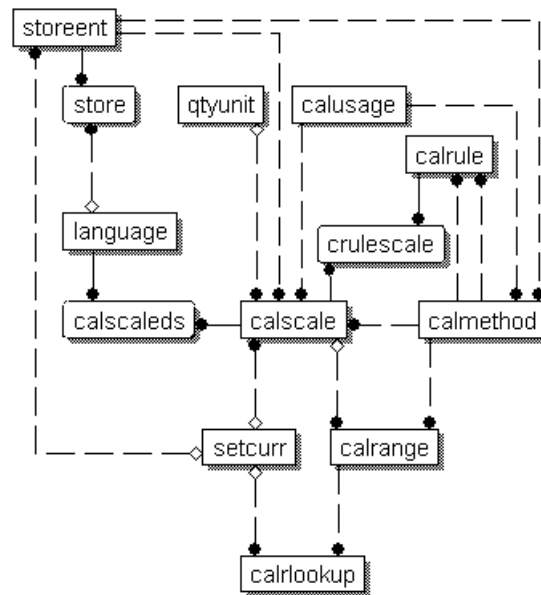 storeent
store
qtyunit
calusage
calrule
language
crulescale
calscaleds
calscale
calmethod
setcurr
calrange
calrlookup